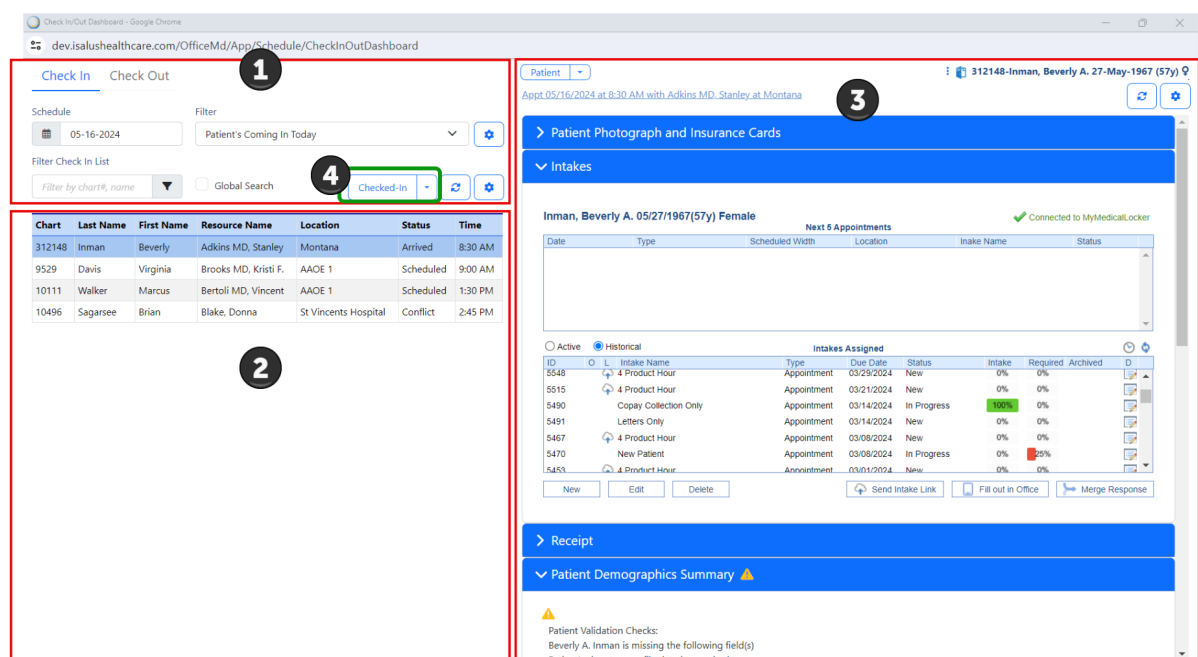 Check In/Out Dashboard - Google Chrome
dev.isalushealthcare.com/OfficeMd/App/Schedule/CheckInOutDashboard
Check In Check Out
1
Schedule Filter
05-16-2024 Patient's Coming In Today
Filter Check In List
Filter by chart#, name Global Search 4 Checked-In
Chart Last Name First Name Resource Name Location Status Time
312148 Inman Beverly Adkins MD, Stanley Montana Arrived 8:30 AM
9529 Davis Virginia Brooks MD, Kristi F. AAOE 1 Scheduled 9:00 AM
10111 Walker Marcus Bertoli MD, Vincent AAOE 1 Scheduled 1:30 PM
10496 Sagarsee Brian Blake, Donna St Vincents Hospital Conflict 2:45 PM
2
Patient 312148-Inman, Beverly A. 27-May-1967 (57y)
Appt 05/16/2024 at 8:30 AM with Adkins MD, Stanley at Montana
3
Patient Photograph and Insurance Cards
Intakes
Inman, Beverly A. 05/27/1967(57y) Female Connected to MyMedicalLocker
Next 5 Appointments
Date Type Scheduled Width Location Inake Name Status
Active Historical Intakes Assigned
ID O L Intake Name Type Due Date Status Intake Required Archived D
5548 4 Product Hour Appointment 03/29/2024 New 0% 0%
5515 4 Product Hour Appointment 03/21/2024 New 0% 0%
5490 Copay Collection Only Appointment 03/14/2024 In Progress 100% 0%
5491 Letters Only Appointment 03/14/2024 New 0% 0%
5467 4 Product Hour Appointment 03/08/2024 New 0% 0%
5470 New Patient Appointment 03/08/2024 In Progress 0% 25%
5453 4 Product Hour Appointment 03/01/2024 New 0% 0%
New Edit Delete Send Intake Link Fill out in Office Merge Response
Receipt
Patient Demographics Summary
Patient Validation Checks:
Beverly A. Inman is missing the following field(s)